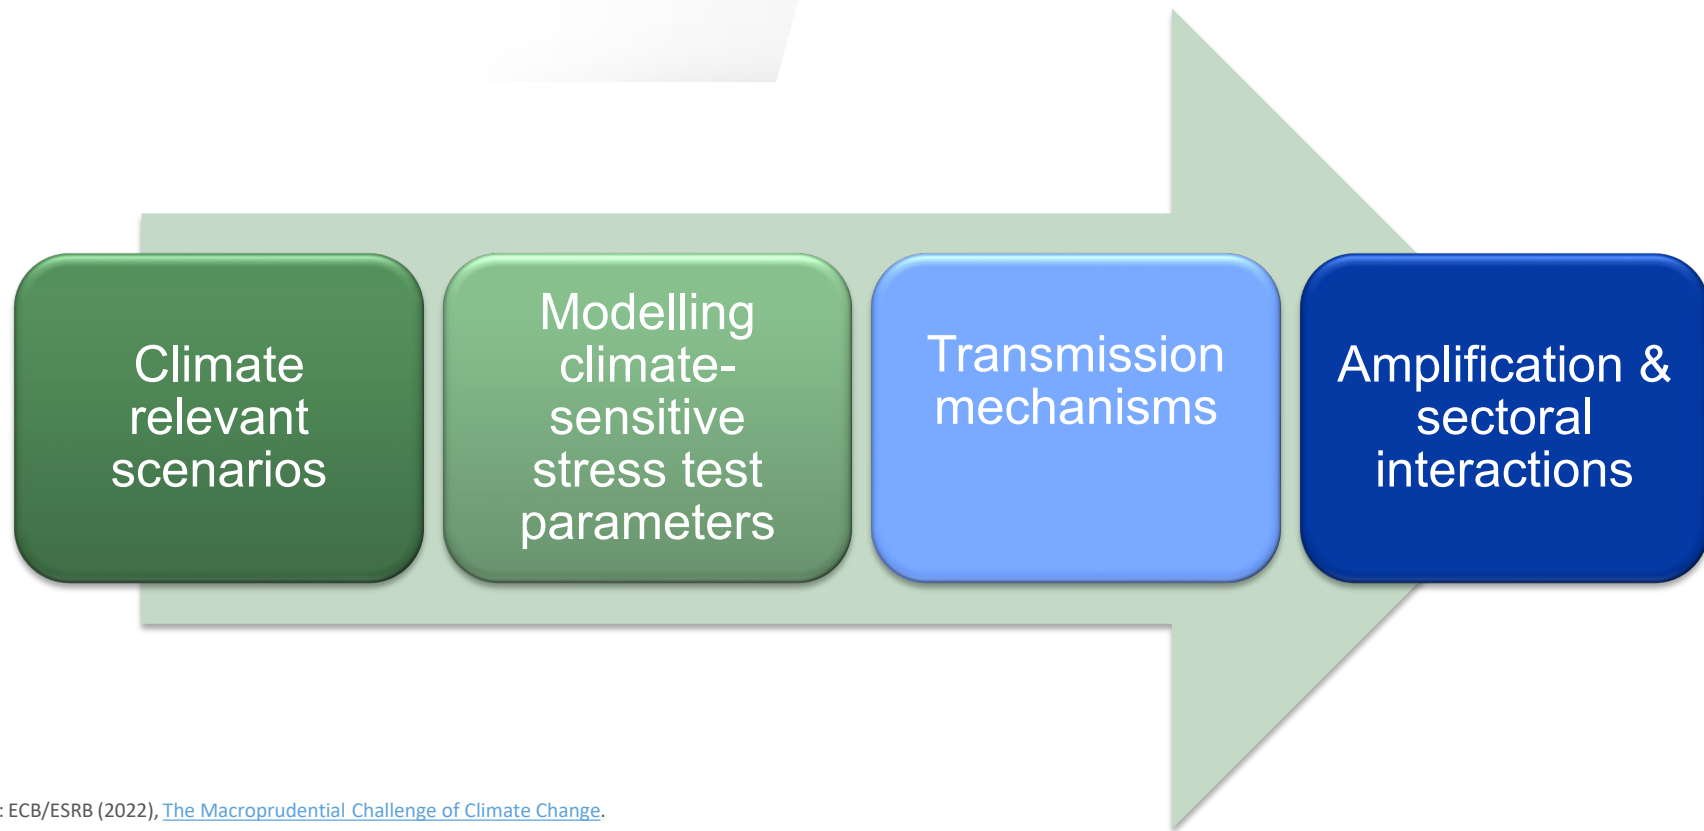 Climate
relevant
scenarios
Modelling
climate-
sensitive
stress test
parameters
Transmission
mechanisms
Amplification &
sectoral
interactions
: ECB/ESRB (2022), The Macroprudential Challenge of Climate Change.